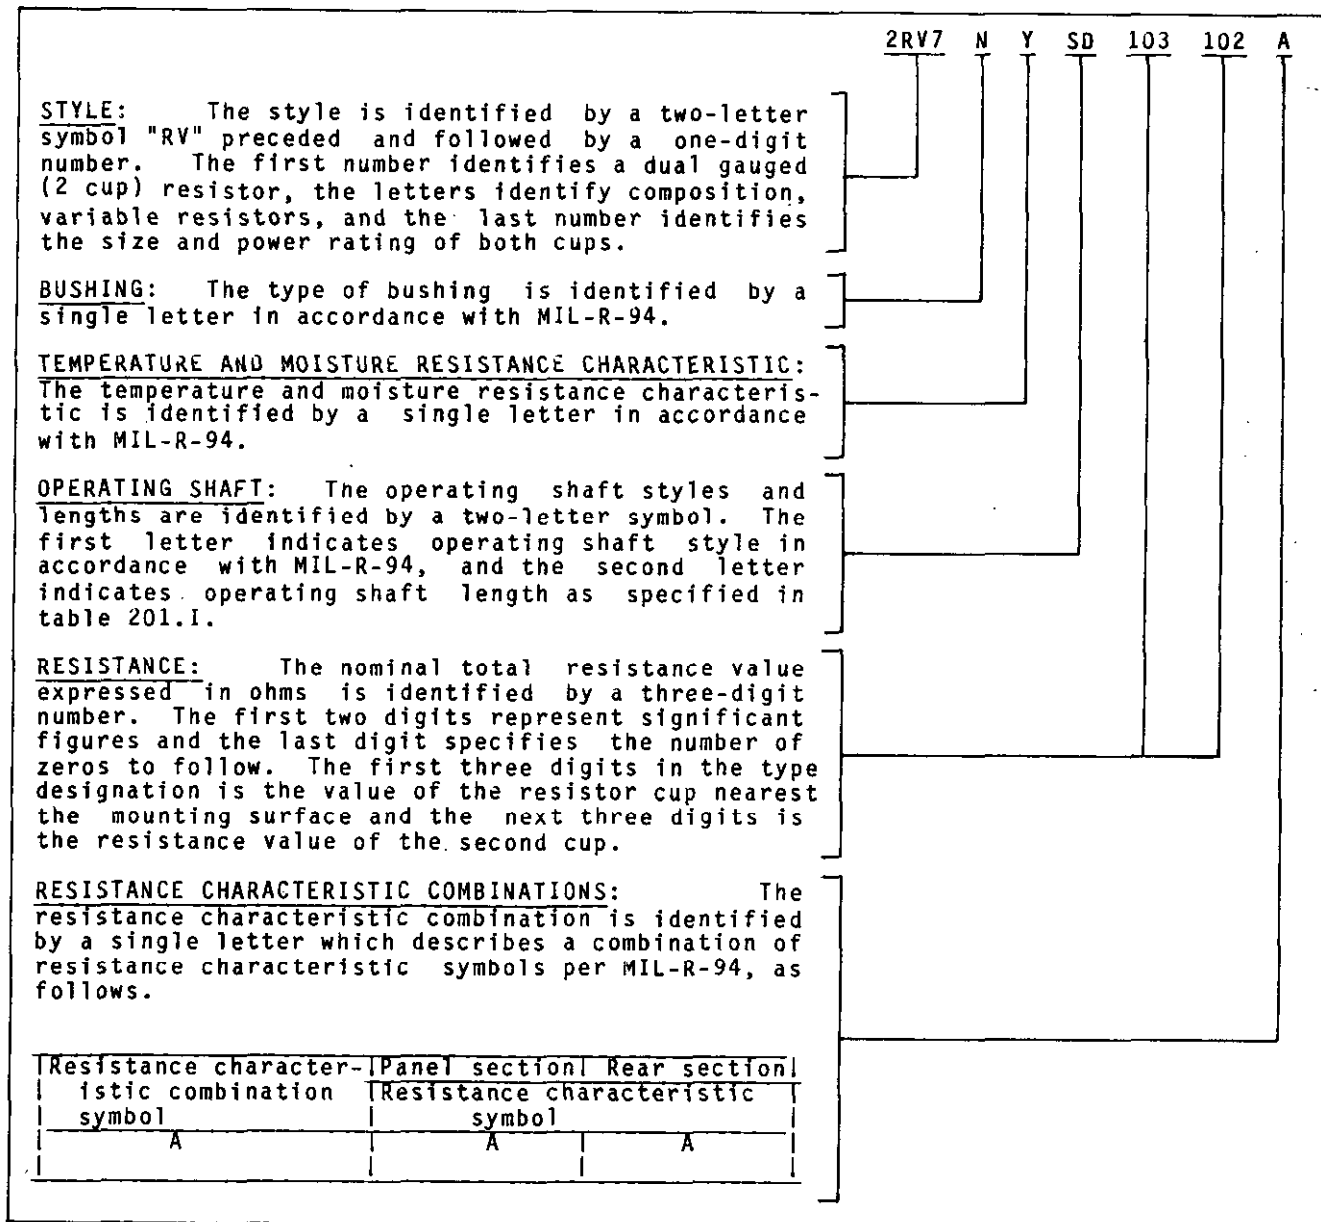 2RV7 N Y SD 103 102 A
STYLE: The style is identified by a two-letter
symbol "RV" preceded and followed by a one-digit
number. The first number identifies a dual gauged
(2 cup) resistor, the letters identify composition,
variable resistors, and the last number identifies
the size and power rating of both cups.
BUSHING: The type of bushing is identified by a
single letter in accordance with MIL-R-94.
TEMPERATURE AND MOISTURE RESISTANCE CHARACTERISTIC:
The temperature and moisture resistance characteris-
tic is identified by a single letter in accordance
with MIL-R-94.
OPERATING SHAFT: The operating shaft styles and
lengths are identified by a two-letter symbol. The
first letter indicates operating shaft style in
accordance with MIL-R-94, and the second letter
indicates operating shaft length as specified in
table 201.I.
RESISTANCE: The nominal total resistance value
expressed in ohms is identified by a three-digit
number. The first two digits represent significant
figures and the last digit specifies the number of
zeros to follow. The first three digits in the type
designation is the value of the resistor cup nearest
the mounting surface and the next three digits is
the resistance value of the second cup.
RESISTANCE CHARACTERISTIC COMBINATIONS: The
resistance characteristic combination is identified
by a single letter which describes a combination of
resistance characteristic symbols per MIL-R-94, as
follows.
Resistance character- Panel section Rear section
istic combination Resistance characteristic
symbol symbol
A A A